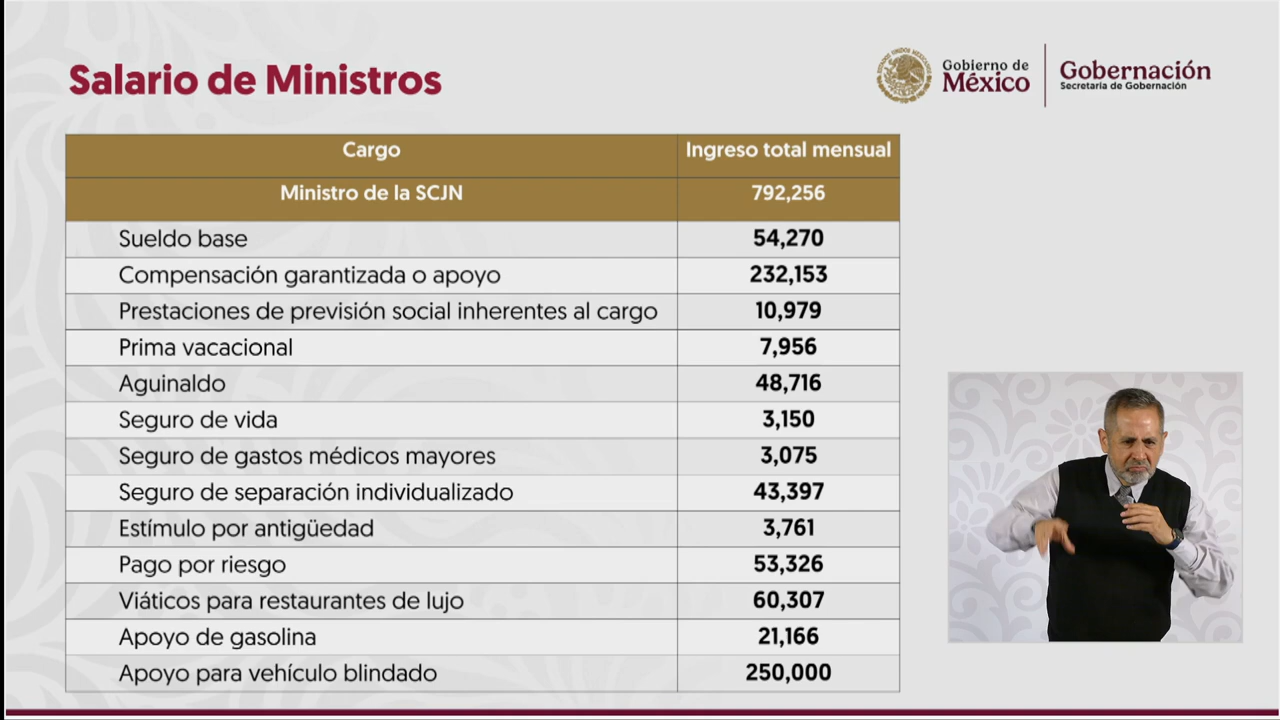 Salario de Ministros
Gobierno de
México
Gobernación
Secretaría de Gobernación
Cargo Ingreso total mensual
Ministro de la SCJN 792,256
Sueldo base 54,270
Compensación garantizada o apoyo 232,153
Prestaciones de previsión social inherentes al cargo 10,979
Prima vacacional 7,956
Aguinaldo 48,716
Seguro de vida 3,150
Seguro de gastos médicos mayores 3,075
Seguro de separación individualizado 43,397
Estímulo por antigüedad 3,761
Pago por riesgo 53,326
Viáticos para restaurantes de lujo 60,307
Apoyo de gasolina 21,166
Apoyo para vehículo blindado 250,000